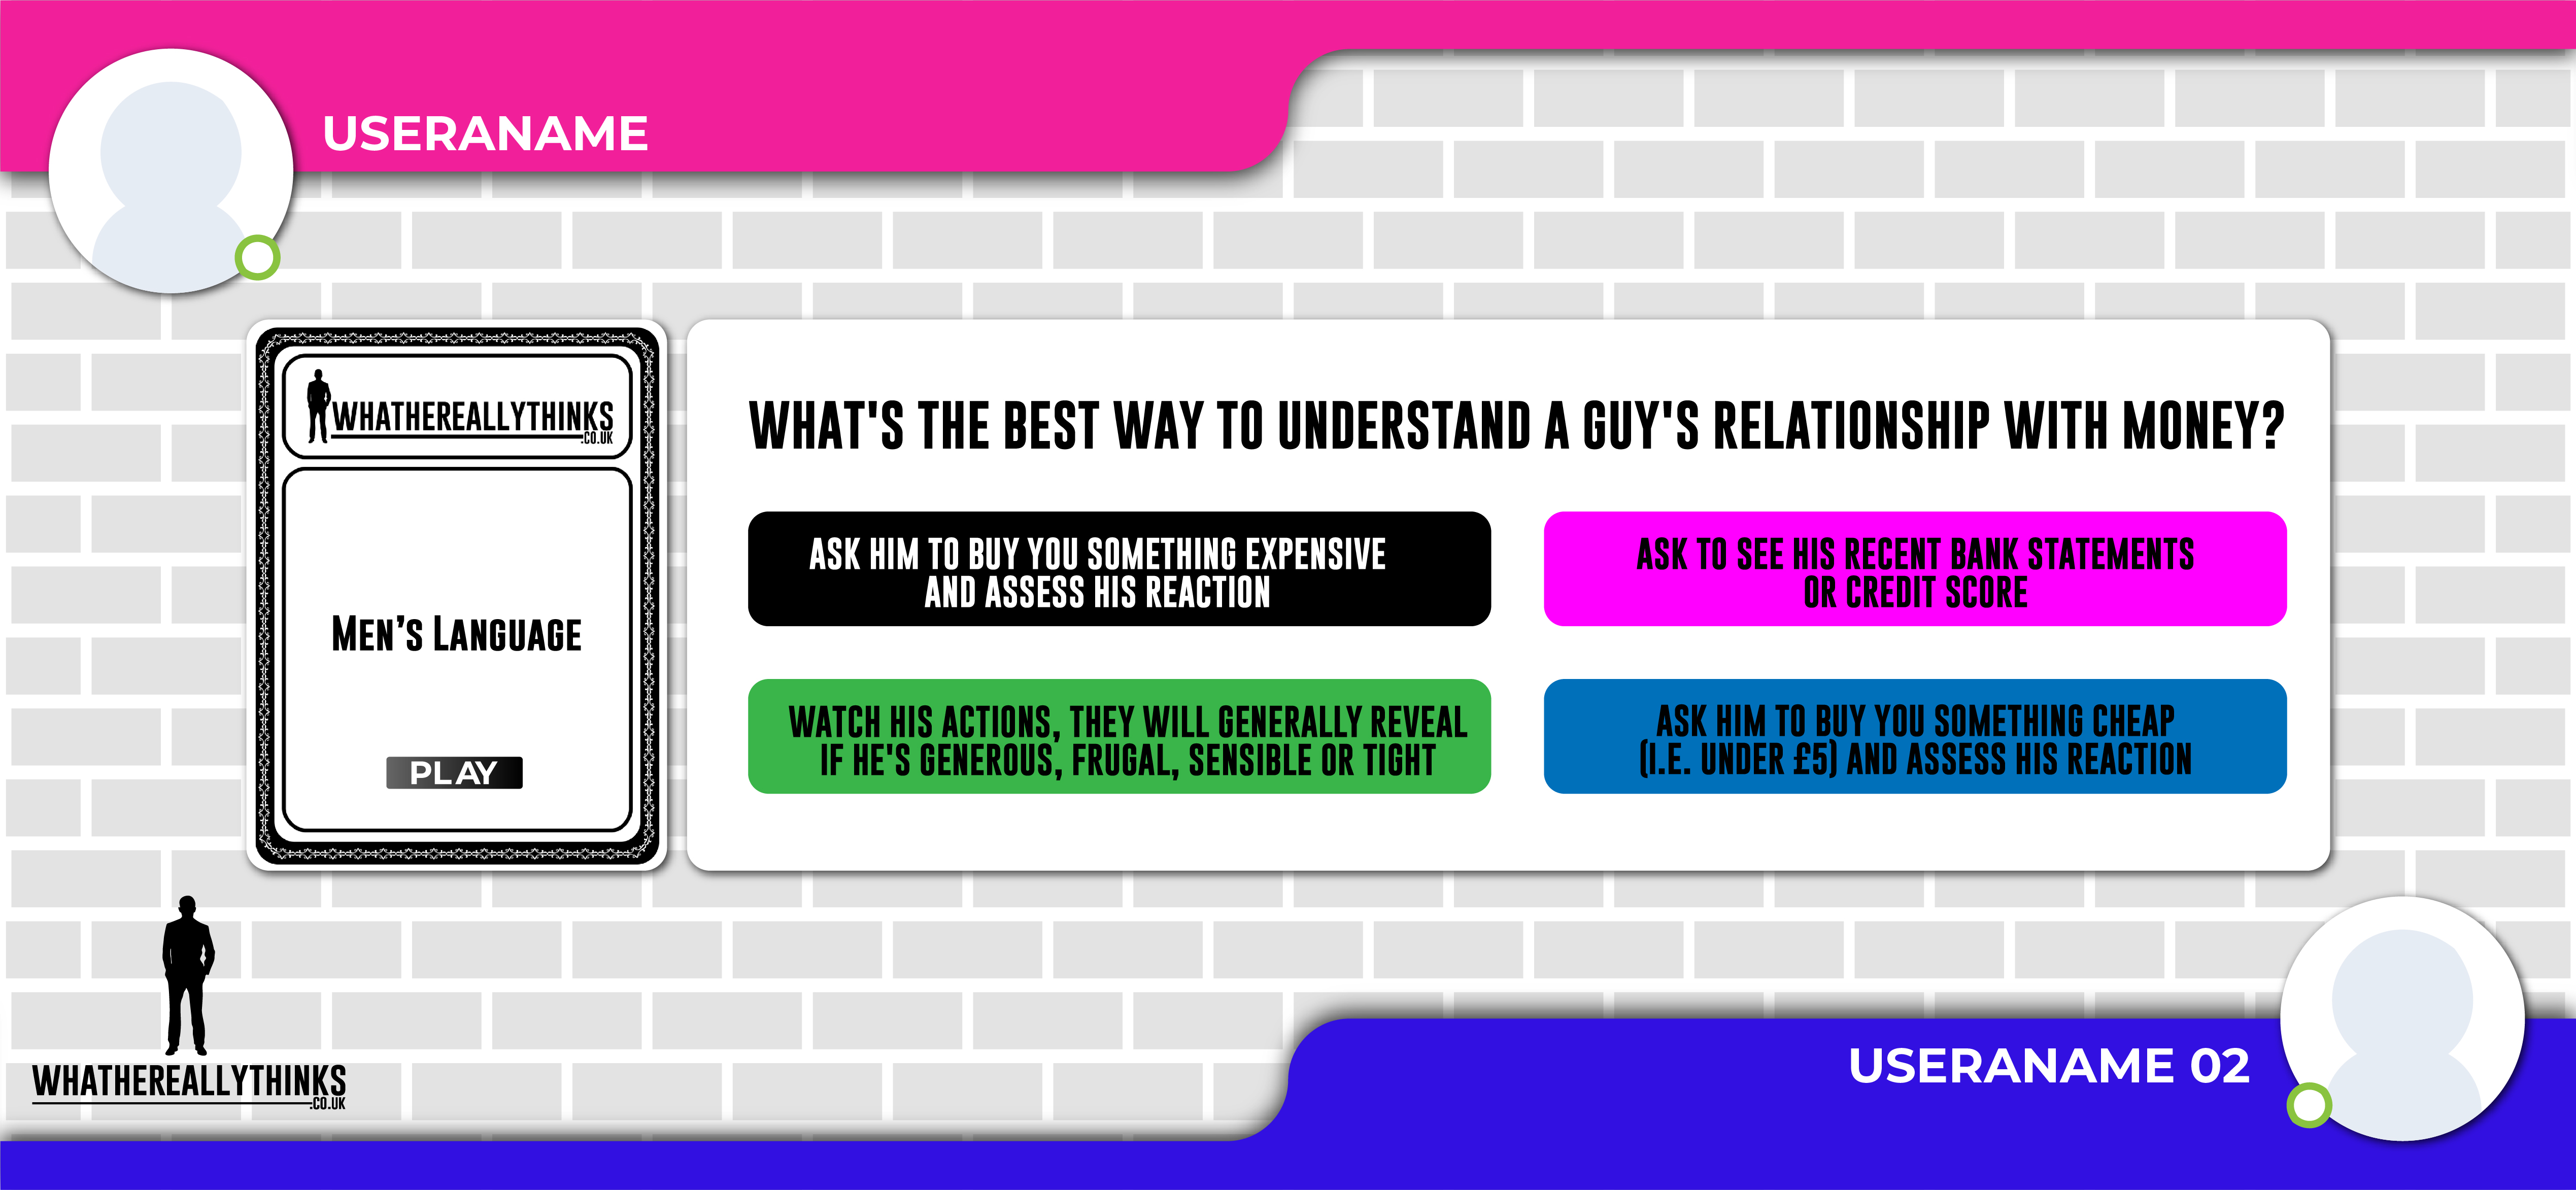 USERANAME
WHATHEREALLYTHINKS
.CO.UK
MEN'S LANGUAGE
PLAY
WHAT'S THE BEST WAY TO UNDERSTAND A GUY'S RELATIONSHIP WITH MONEY?
ASK HIM TO BUY YOU SOMETHING EXPENSIVE
AND ASSESS HIS REACTION
ASK TO SEE HIS RECENT BANK STATEMENTS
OR CREDIT SCORE
WATCH HIS ACTIONS, THEY WILL GENERALLY REVEAL
IF HE'S GENEROUS, FRUGAL, SENSIBLE OR TIGHT
ASK HIM TO BUY YOU SOMETHING CHEAP
(I.E. UNDER £5) AND ASSESS HIS REACTION
WHATHEREALLYTHINKS
.CO.UK
USERANAME 02